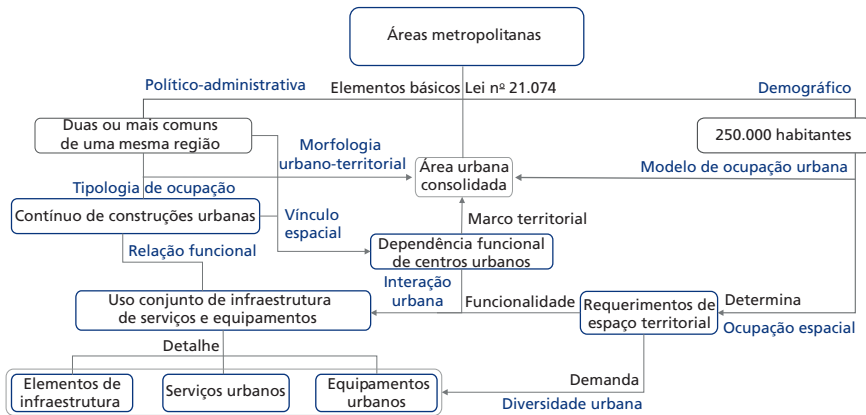 Áreas metropolitanas
Político-administrativa
Elementos básicos Lei nº 21.074
Demográfico
Duas ou mais comuns
de uma mesma região
250.000 habitantes
Morfologia
urbano-territorial
Área urbana
consolidada
Modelo de ocupação urbana
Tipologia de ocupação
Contínuo de construções urbanas
Vínculo
espacial
Marco territorial
Relação funcional
Dependência funcional
de centros urbanos
Interação
urbana
Uso conjunto de infraestrutura
de serviços e equipamentos
Funcionalidade
Requerimentos de
espaço territorial
Determina
Ocupação espacial
Detalhe
Elementos de
infraestrutura
Serviços urbanos
Equipamentos
urbanos
Demanda
Diversidade urbana